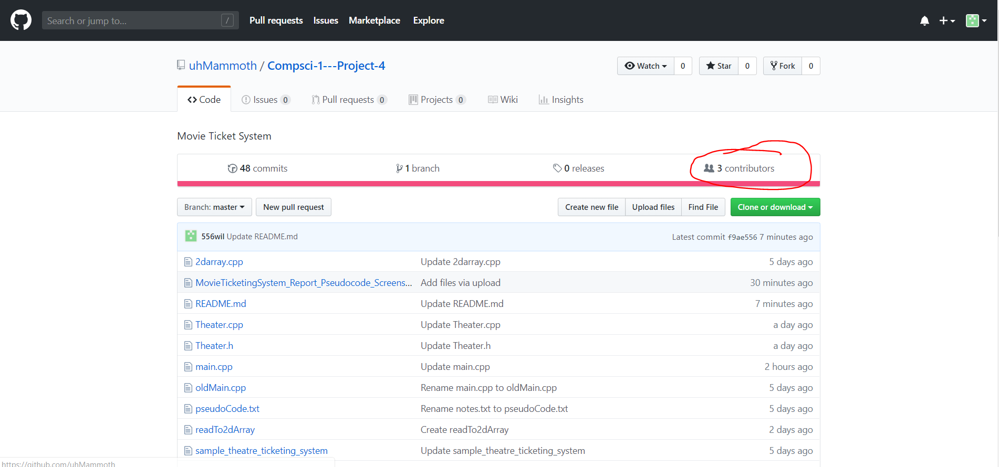 Search or jump to... /
Pull requests Issues Marketplace Explore
uhMammoth / Compsci-1---Project-4
Watch 0 Star 0 Fork 0
Code Issues 0 Pull requests 0 Projects 0 Wiki Insights
Movie Ticket System
48 commits 1 branch 0 releases 3 contributors
Branch: master New pull request Create new file Upload files Find File Clone or download
556wil Update README.md Latest commit f9ae556 7 minutes ago
2darray.cpp Update 2darray.cpp 5 days ago
MovieTicketingSystem_Report_Pseudocode_Screens... Add files via upload 30 minutes ago
README.md Update README.md 7 minutes ago
Theater.cpp Update Theater.cpp a day ago
Theater.h Update Theater.h a day ago
main.cpp Update main.cpp 2 hours ago
oldMain.cpp Rename main.cpp to oldMain.cpp 5 days ago
pseudoCode.txt Rename notes.txt to pseudoCode.txt 5 days ago
readTo2dArray Create readTo2dArray 2 days ago
sample_theatre_ticketing_system Update sample_theatre_ticketing_system 5 days ago
https://github.com/uhMammoth